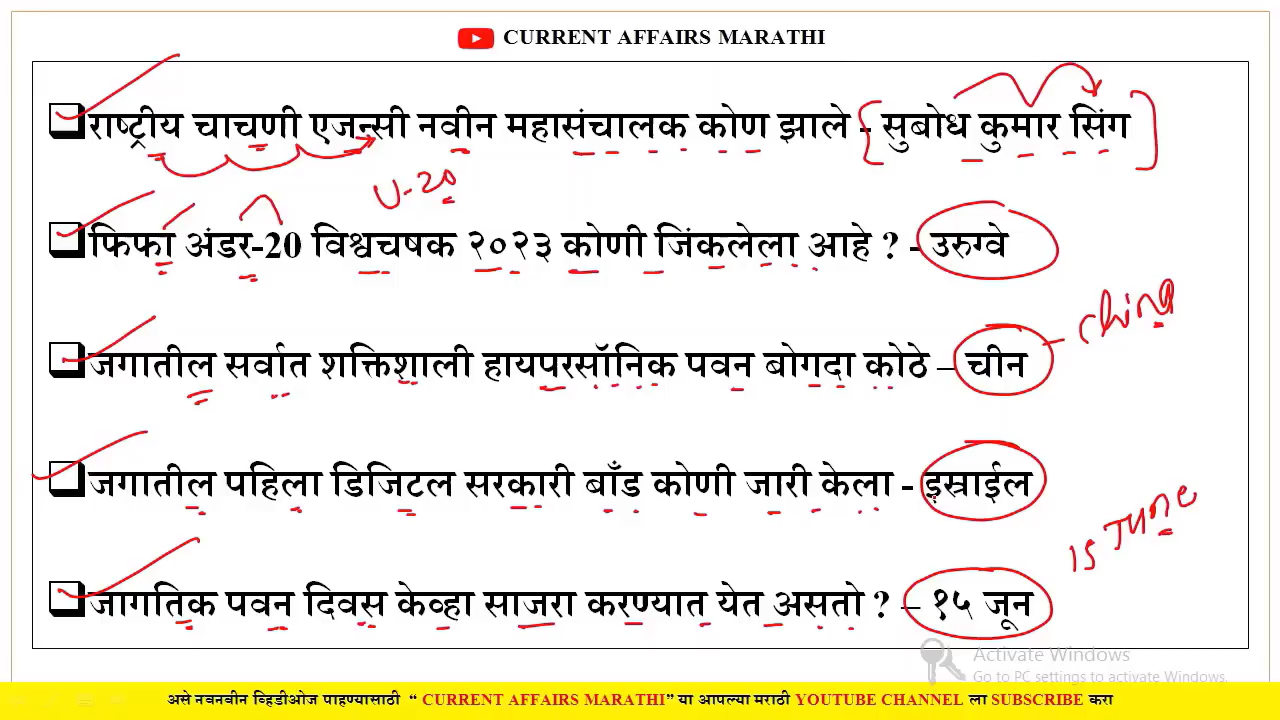 CURRENT AFFAIRS MARATHI
राष्ट्रीय चाचणी एजन्सी नवीन महासंचालक कोण झाले - सुबोध कुमार सिंग
U-20
फिफा अंडर-20 विश्वचषक २०२३ कोणी जिंकलेला आहे ? - उरुग्वे
China
जगातील सर्वात शक्तिशाली हायपरसॉनिक पवन बोगदा कोठे – चीन
जगातील पहिला डिजिटल सरकारी बाँड कोणी जारी केला - इस्राईल
15 June
जागतिक पवन दिवस केव्हा साजरा करण्यात येत असतो ? – १५ जून
Activate Windows
Go to PC settings to activate Windows.
असे नवनवीन व्हिडीओज पाहण्यासाठी “ CURRENT AFFAIRS MARATHI” या आपल्या मराठी YOUTUBE CHANNEL ला SUBSCRIBE करा